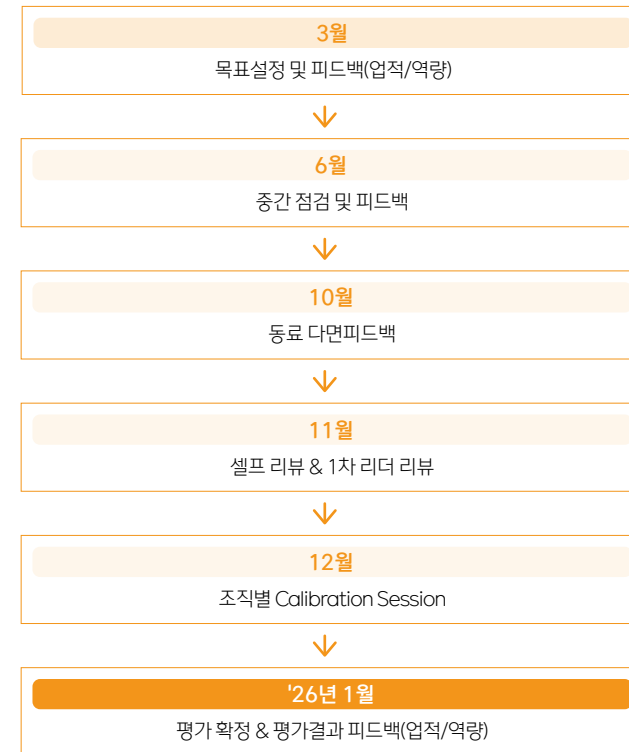 3월
목표설정 및 피드백(업적/역량)
6월
중간 점검 및 피드백
10월
동료 다면피드백
11월
셀프 리뷰 & 1차 리더 리뷰
12월
조직별 Calibration Session
'26년 1월
평가 확정 & 평가결과 피드백(업적/역량)